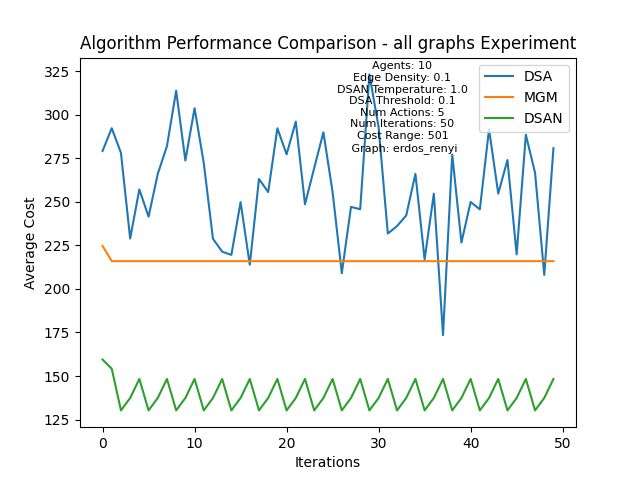 Algorithm Performance Comparison - all graphs Experiment
Agents: 10
Edge Density: 0.1
DSAN Temperature: 1.0
DSA Threshold: 0.1
Num Actions: 5
Num Iterations: 50
Cost Range: 501
Graph: erdos_renyi
DSA
MGM
DSAN
325
300
275
250
225
200
175
150
125
Average Cost
0
10
20
30
40
50
Iterations